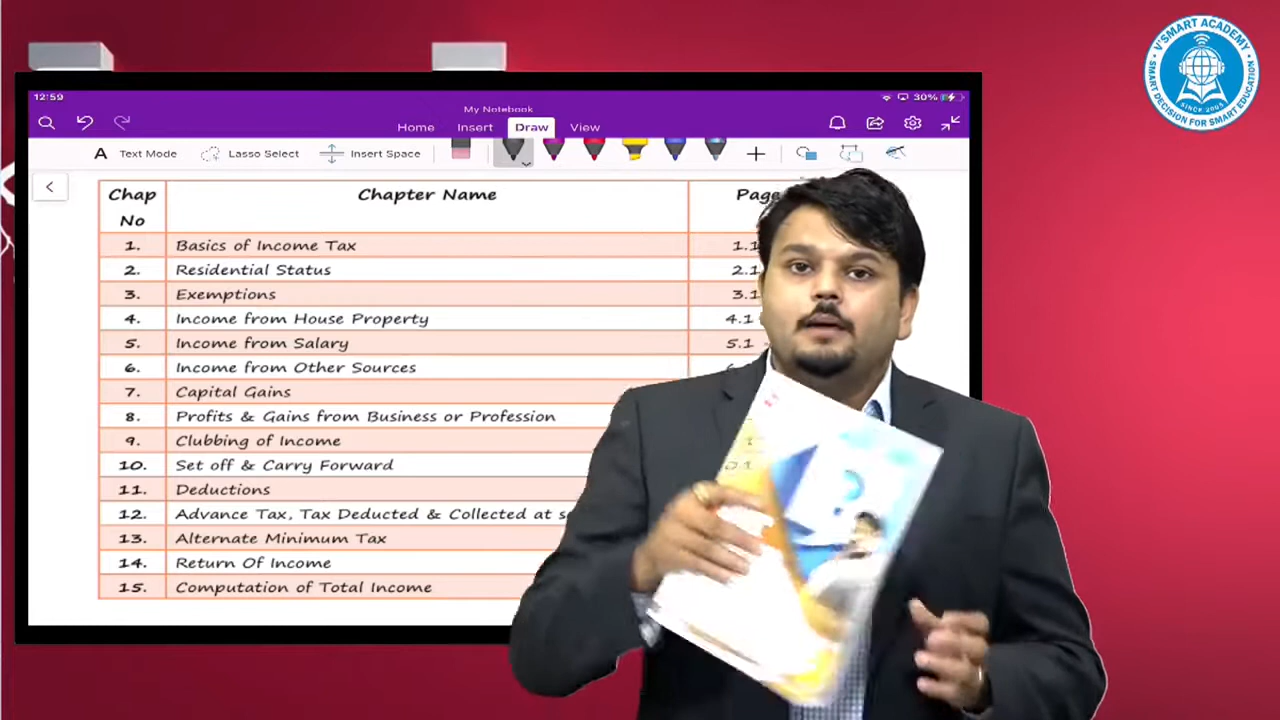 V'SMART ACADEMY
SMART DECISION FOR SMART EDUCATION
SINCE 2005
12:59
30%
My Notebook
Home Insert Draw View
A Text Mode Lasso Select Insert Space
Chap No Chapter Name Page
1. Basics of Income Tax 1.1
2. Residential Status 2.1
3. Exemptions 3.1
4. Income from House Property 4.1
5. Income from Salary 5.1
6. Income from Other Sources
7. Capital Gains
8. Profits & Gains from Business or Profession
9. Clubbing of Income
10. Set off & Carry Forward
11. Deductions
12. Advance Tax, Tax Deducted & Collected at
13. Alternate Minimum Tax
14. Return Of Income
15. Computation of Total Income